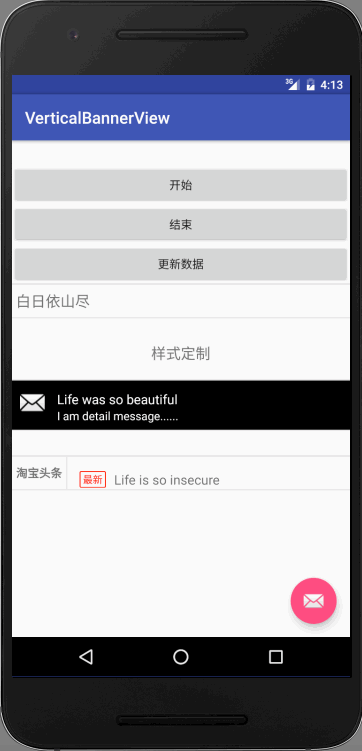 3G 4:13
VerticalBannerView
开始
结束
更新数据
白日依山尽
样式定制
Life was so beautiful
I am detail message......
淘宝头条 最新 Life is so insecure